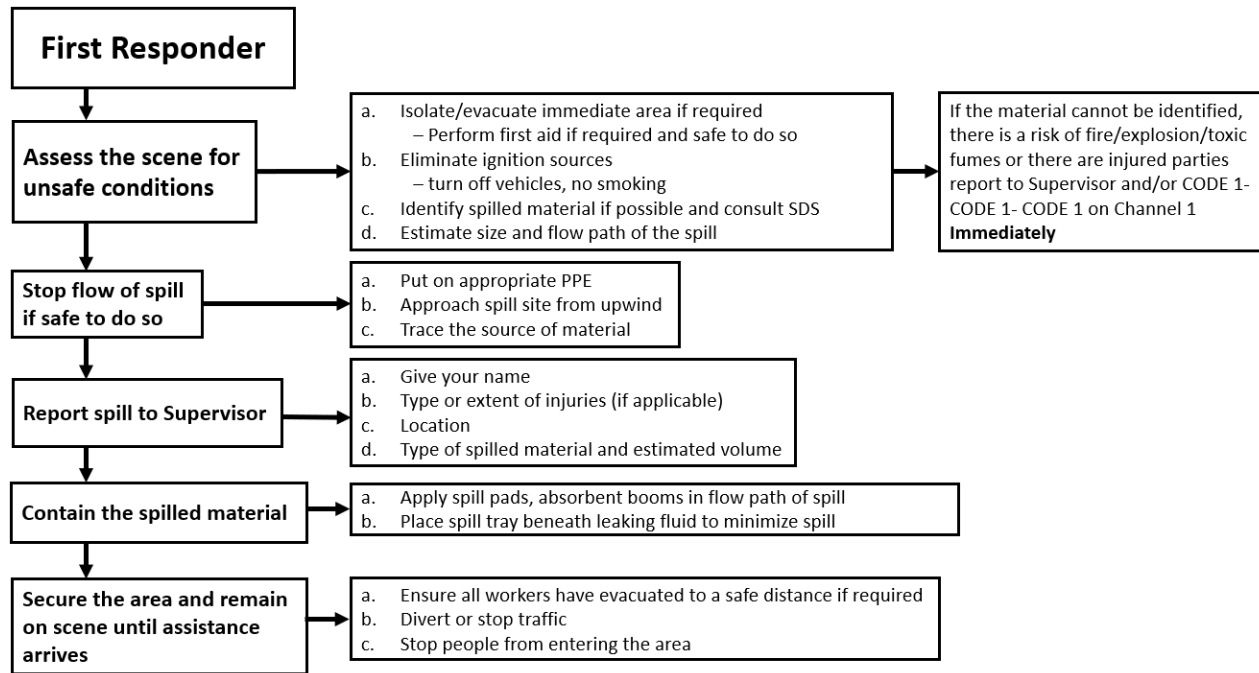 First Responder
Assess the scene for
unsafe conditions
a. Isolate/evacuate immediate area if required
– Perform first aid if required and safe to do so
b. Eliminate ignition sources
– turn off vehicles, no smoking
c. Identify spilled material if possible and consult SDS
d. Estimate size and flow path of the spill
If the material cannot be identified,
there is a risk of fire/explosion/toxic
fumes or there are injured parties
report to Supervisor and/or CODE 1-
CODE 1- CODE 1 on Channel 1
Immediately
Stop flow of spill
if safe to do so
a. Put on appropriate PPE
b. Approach spill site from upwind
c. Trace the source of material
Report spill to Supervisor
a. Give your name
b. Type or extent of injuries (if applicable)
c. Location
d. Type of spilled material and estimated volume
Contain the spilled material
a. Apply spill pads, absorbent booms in flow path of spill
b. Place spill tray beneath leaking fluid to minimize spill
Secure the area and remain
on scene until assistance
arrives
a. Ensure all workers have evacuated to a safe distance if required
b. Divert or stop traffic
c. Stop people from entering the area